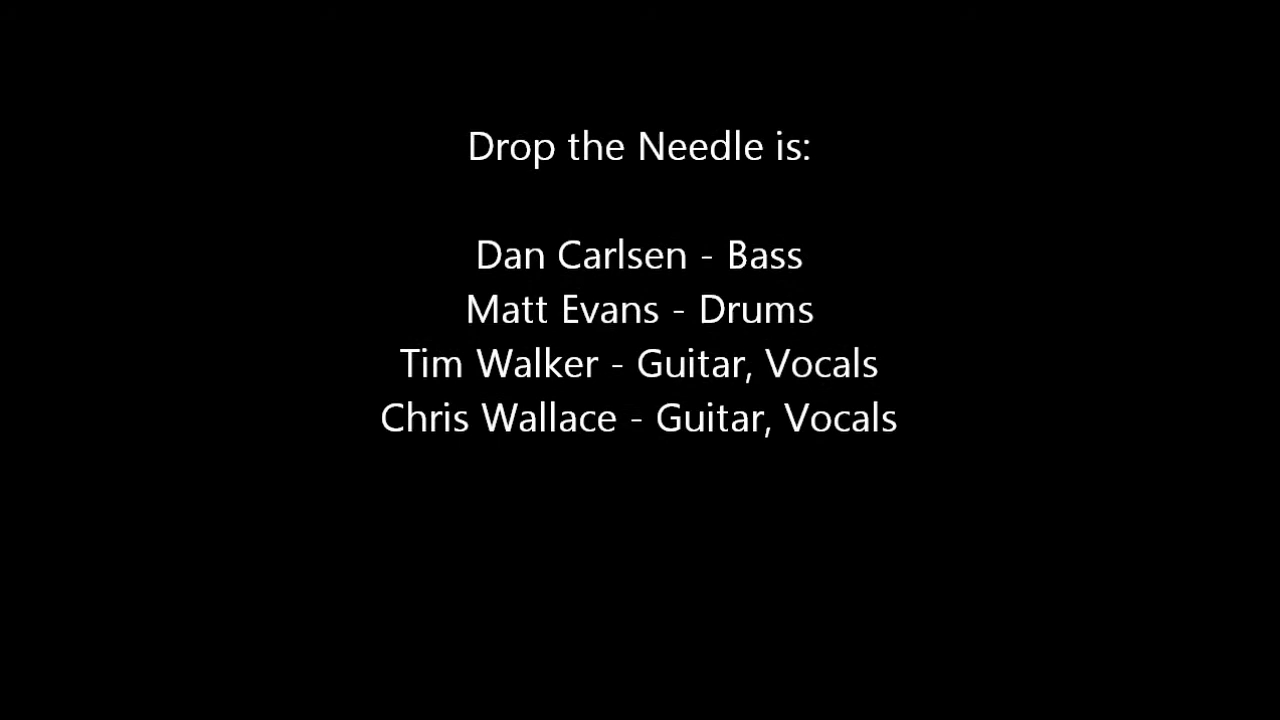 Drop the Needle is:
Dan Carlsen - Bass
Matt Evans - Drums
Tim Walker - Guitar, Vocals
Chris Wallace - Guitar, Vocals